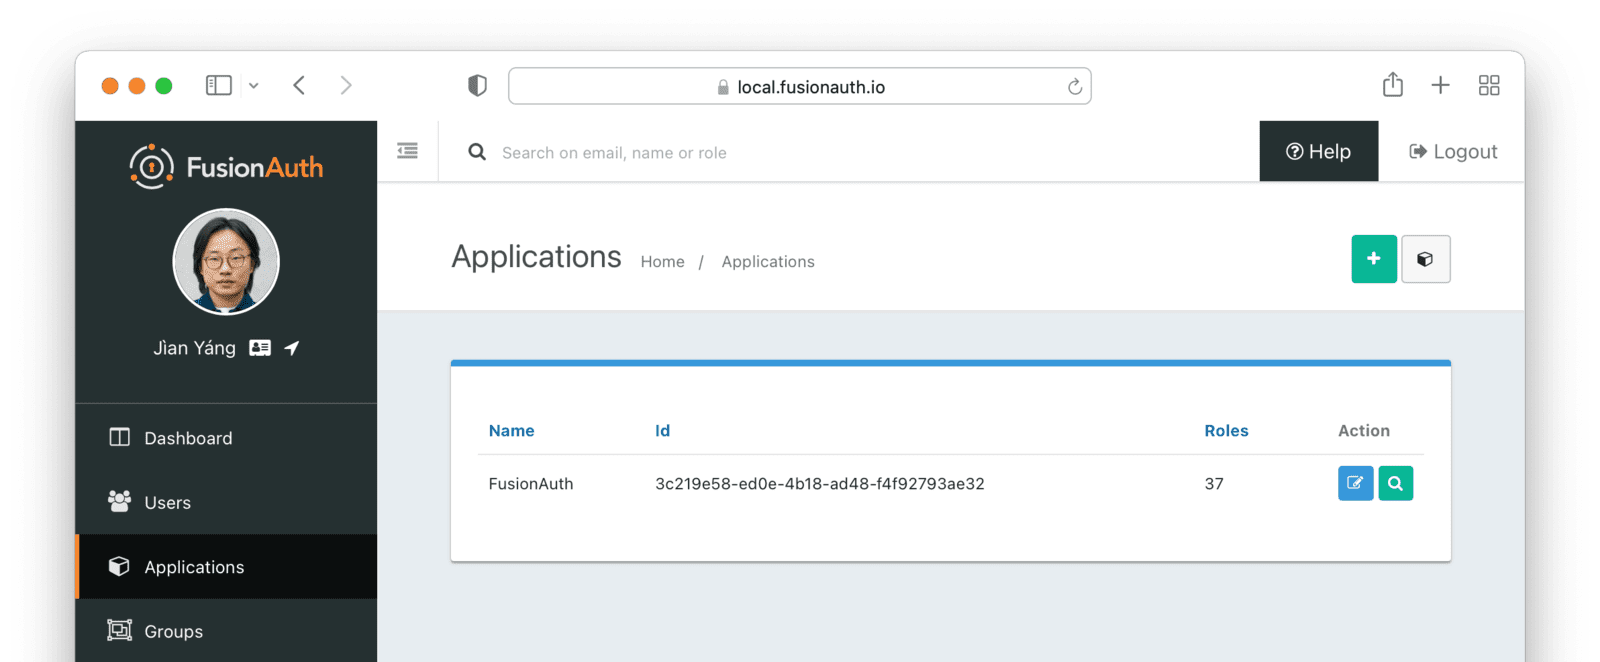 local.fusionauth.io
FusionAuth
Search on email, name or role
Help
Logout
Jìan Yáng
Applications
Home / Applications
Dashboard
Users
Applications
Groups
Name Id Roles Action
FusionAuth 3c219e58-ed0e-4b18-ad48-f4f92793ae32 37